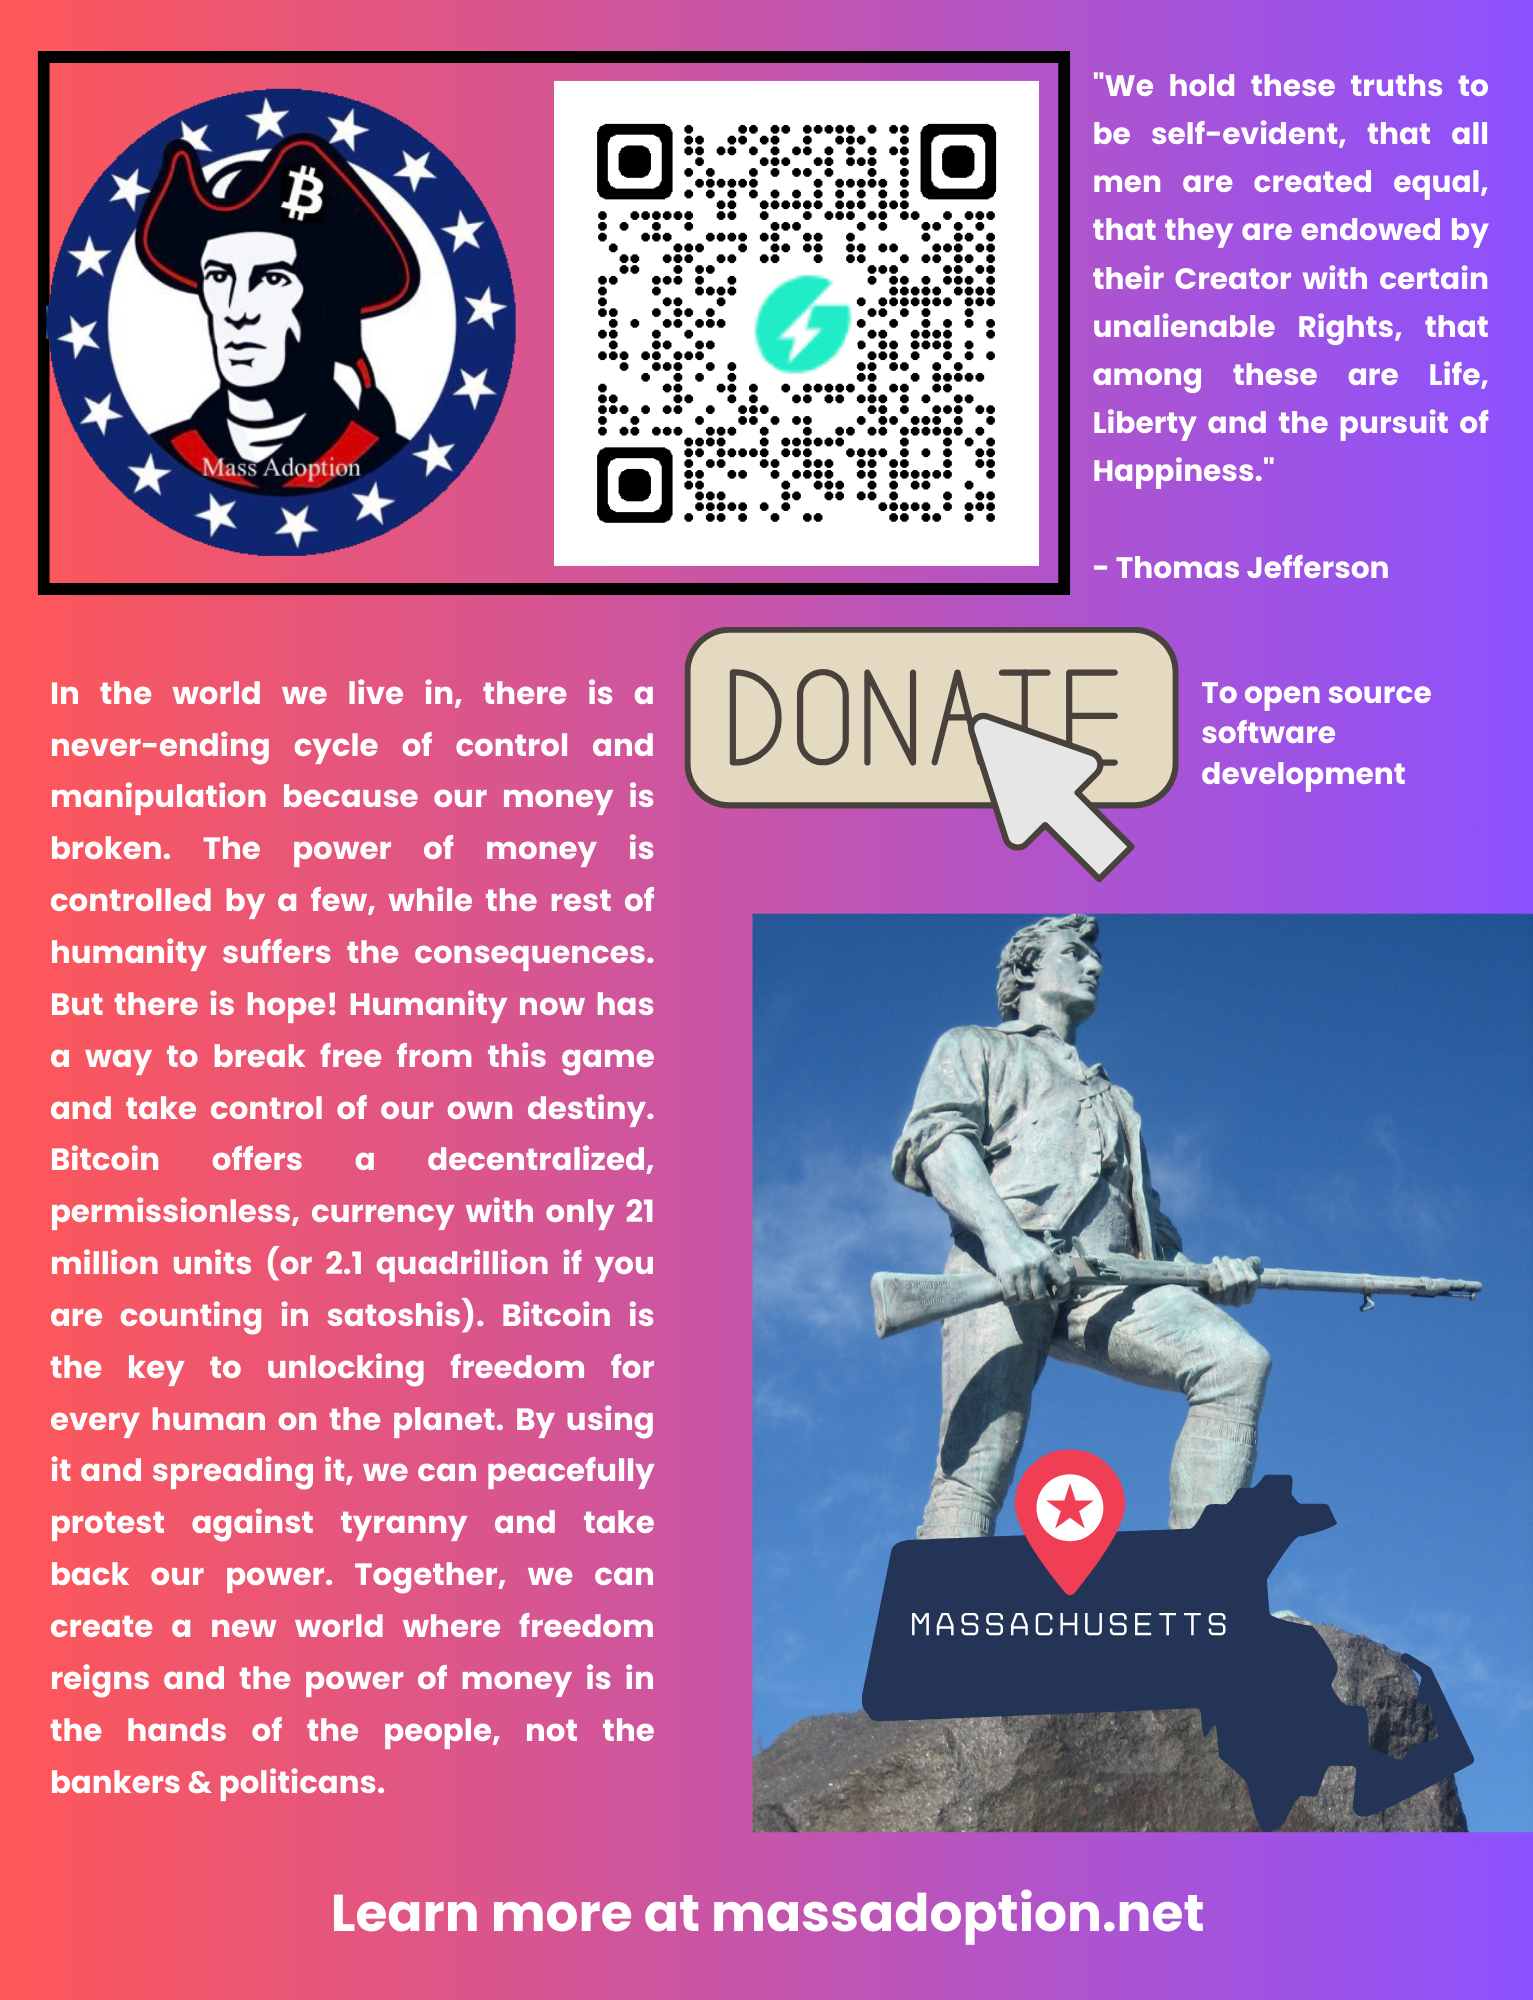 Mass Adoption
"We hold these truths to
be self-evident, that all
men are created equal,
that they are endowed by
their Creator with certain
unalienable Rights, that
among these are Life,
Liberty and the pursuit of
Happiness."
- Thomas Jefferson
DONATE
To open source
software
development
In the world we live in, there is a
never-ending cycle of control and
manipulation because our money is
broken. The power of money is
controlled by a few, while the rest of
humanity suffers the consequences.
But there is hope! Humanity now has
a way to break free from this game
and take control of our own destiny.
Bitcoin offers a decentralized,
permissionless, currency with only 21
million units (or 2.1 quadrillion if you
are counting in satoshis). Bitcoin is
the key to unlocking freedom for
every human on the planet. By using
it and spreading it, we can peacefully
protest against tyranny and take
back our power. Together, we can
create a new world where freedom
reigns and the power of money is in
the hands of the people, not the
bankers & politicans.
MASSACHUSETTS
Learn more at massadoption.net